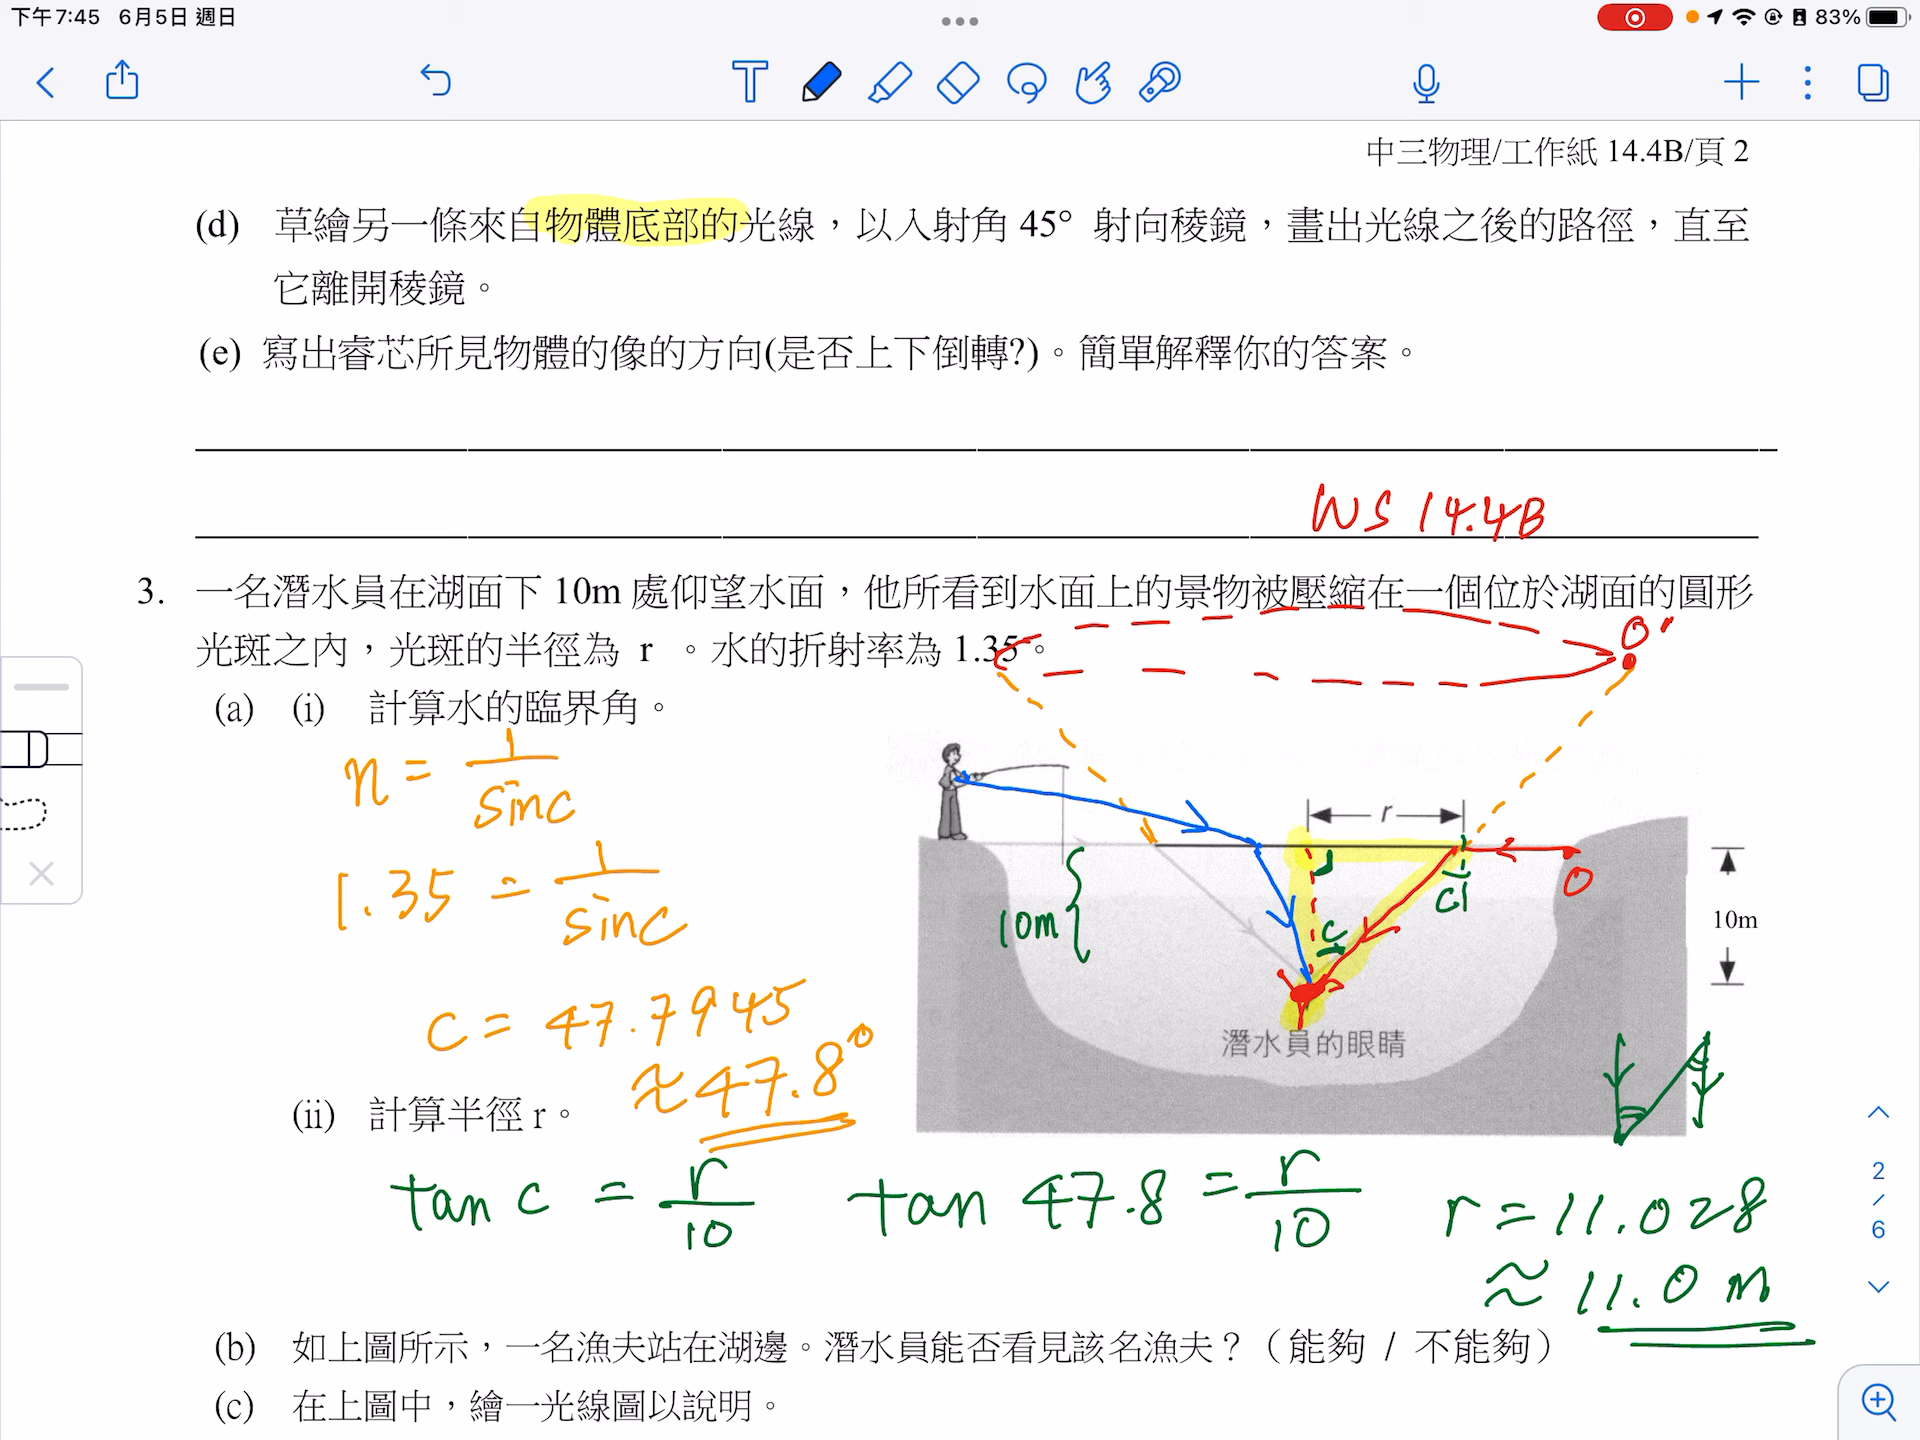 下午7:45 6月5日 週日
83%
中三物理/工作紙 14.4B/頁 2
(d) 草繪另一條來自物體底部的光線，以入射角 45° 射向稜鏡，畫出光線之後的路徑，直至
它離開稜鏡。
(e) 寫出睿芯所見物體的像的方向(是否上下倒轉?)。簡單解釋你的答案。
WS 14.4B
3. 一名潛水員在湖面下 10m 處仰望水面，他所看到水面上的景物被壓縮在一個位於湖面的圓形
光斑之內，光斑的半徑為 r 。水的折射率為 1.35。
O'
(a) (i) 計算水的臨界角。
n = 1/sin c
1.35 = 1/sin c
c = 47.7945
≈ 47.8°
r
O
c
10m
c
10m
潛水員的眼睛
(ii) 計算半徑 r。
tan c = r/10 tan 47.8 = r/10 r = 11.028
≈ 11.0 m
(b) 如上圖所示，一名漁夫站在湖邊。潛水員能否看見該名漁夫？（能夠 / 不能夠）
(c) 在上圖中，繪一光線圖以說明。
2
/
6